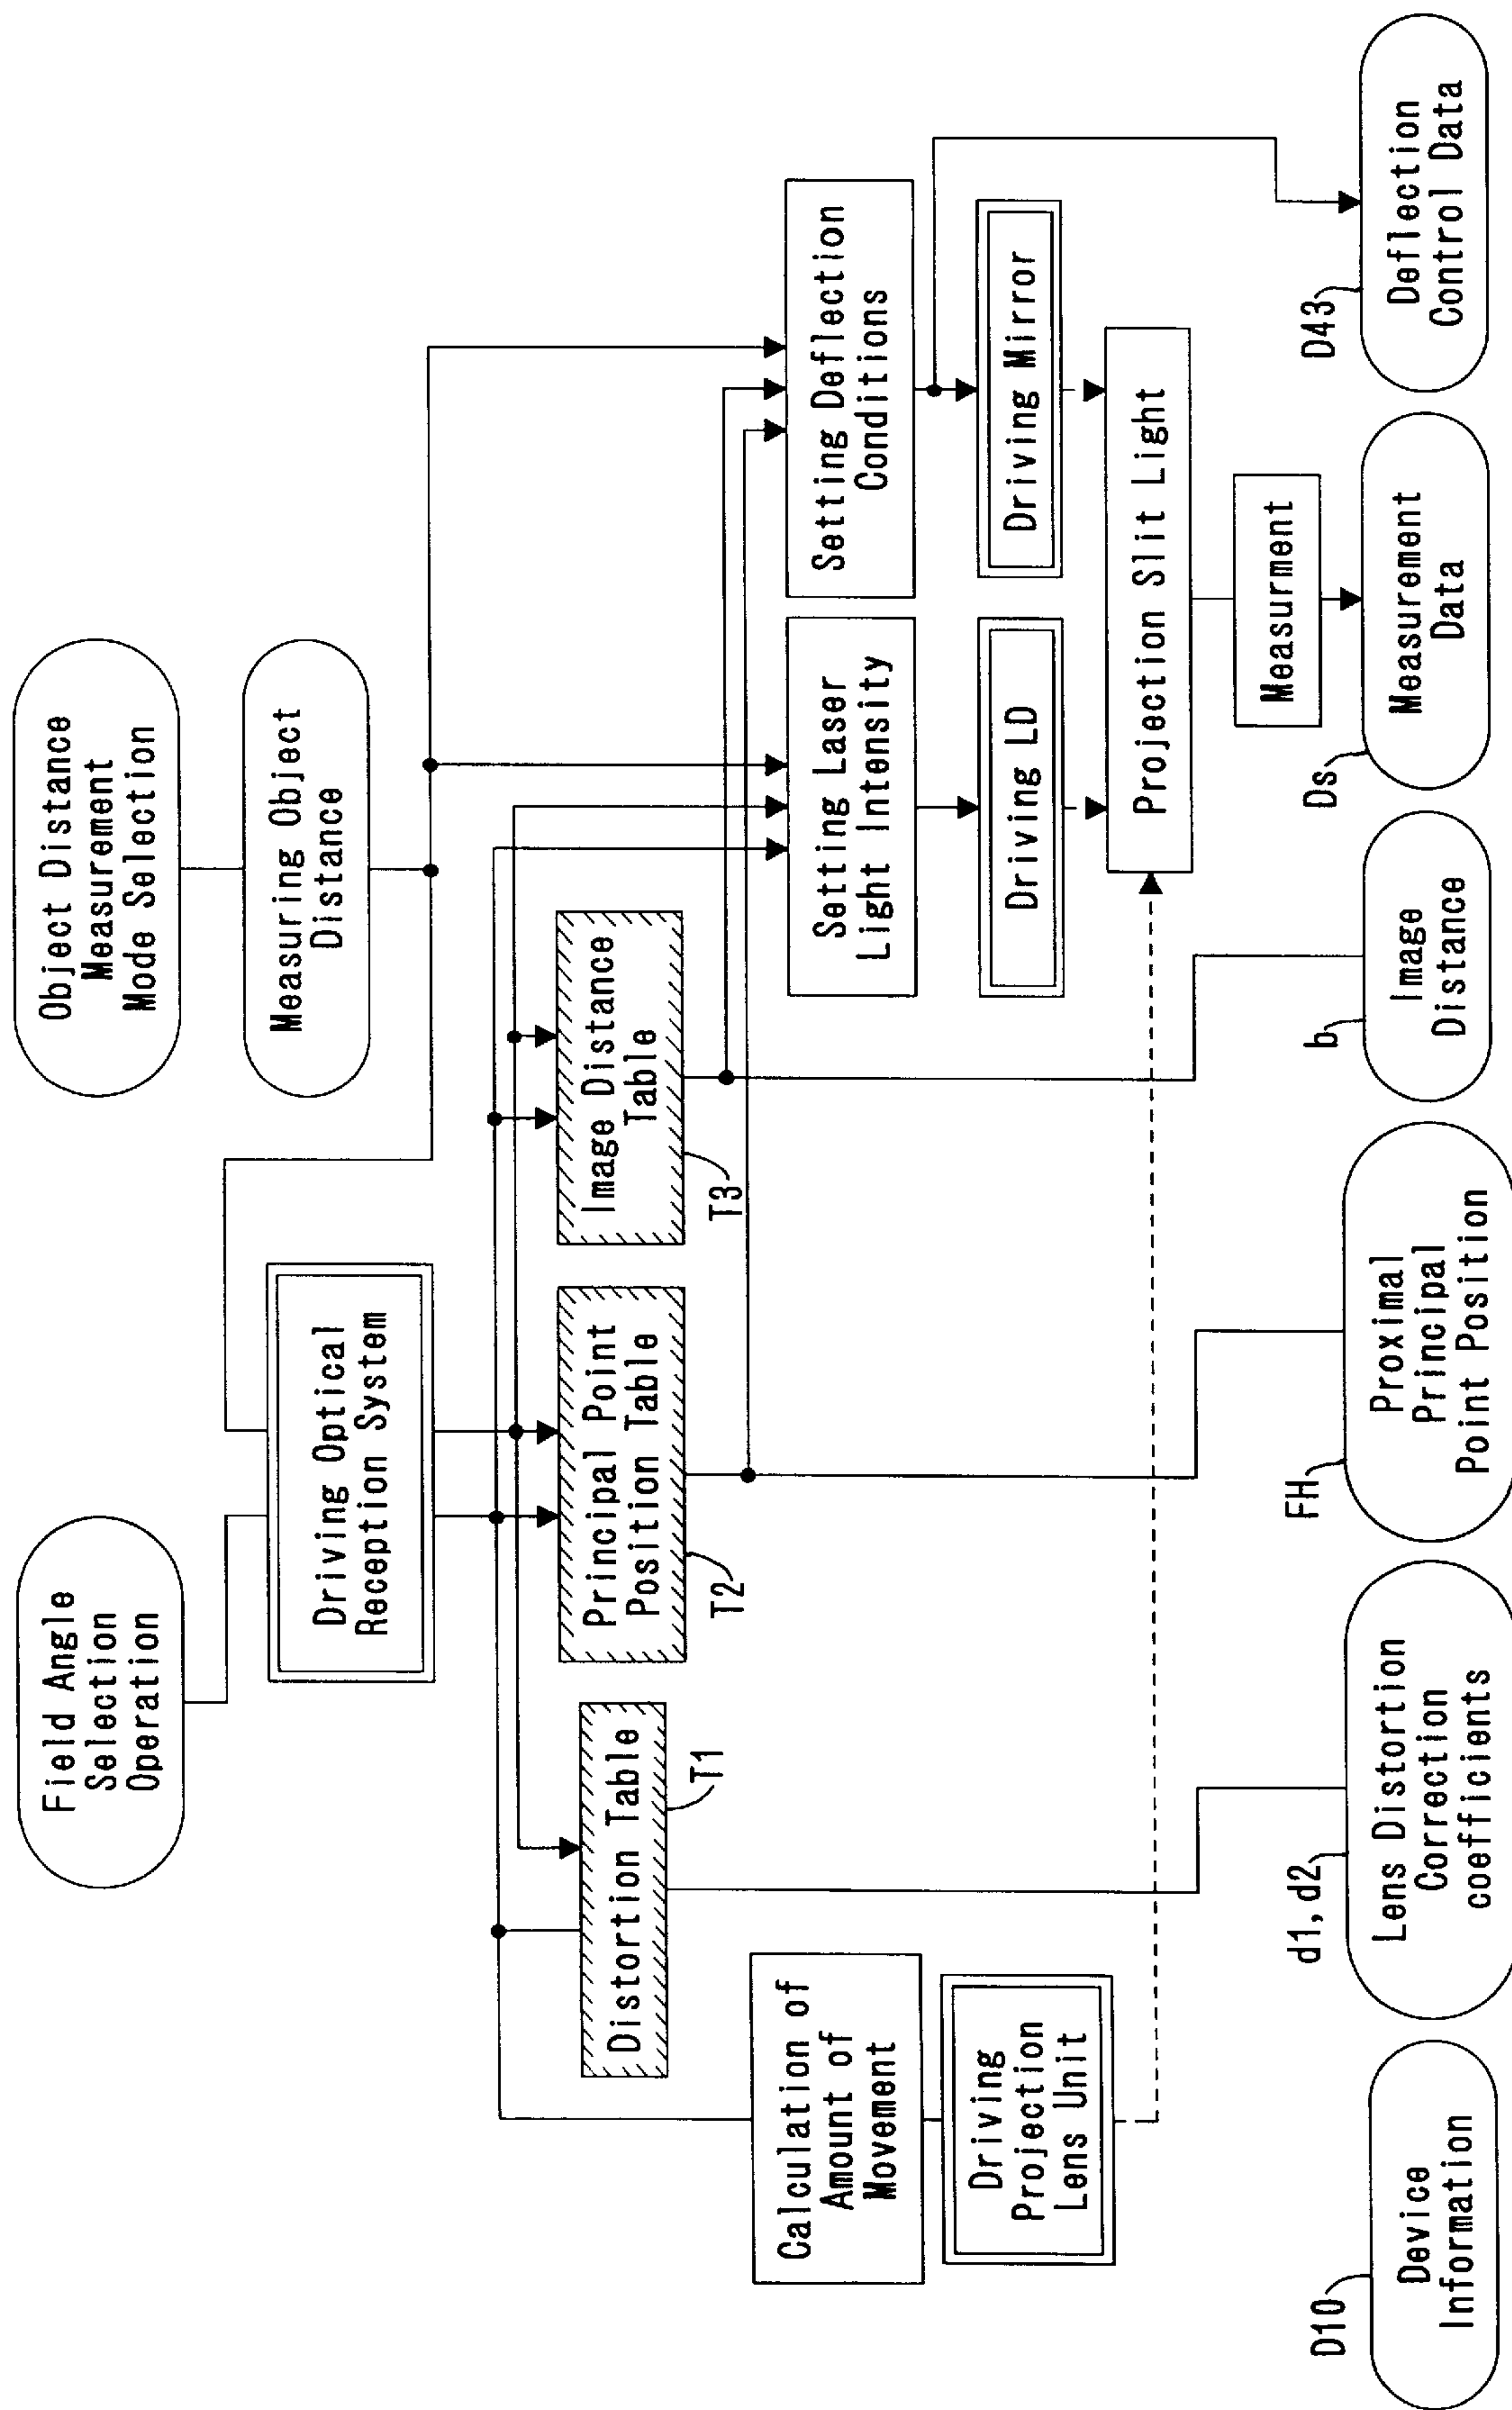 Field Angle
Selection
Operation
Object Distance
Measurement
Mode Selection
Driving Optical
Reception System
Measuring Object
Distance
Distortion Table
T1
Principal Point
Position Table
T2
Image Distance
Table
T3
Calculation of
Amount of
Movement
Setting Laser
Light Intensity
Setting Deflection
Conditions
Driving
Projection
Lens Unit
Driving LD
Driving Mirror
Projection Slit Light
Measurment
D10
Device
Information
d1,d2
Lens Distortion
Correction
coefficients
FH
Proximal
Principal
Point Position
b
Image
Distance
Ds
Measurement
Data
D43
Deflection
Control Data